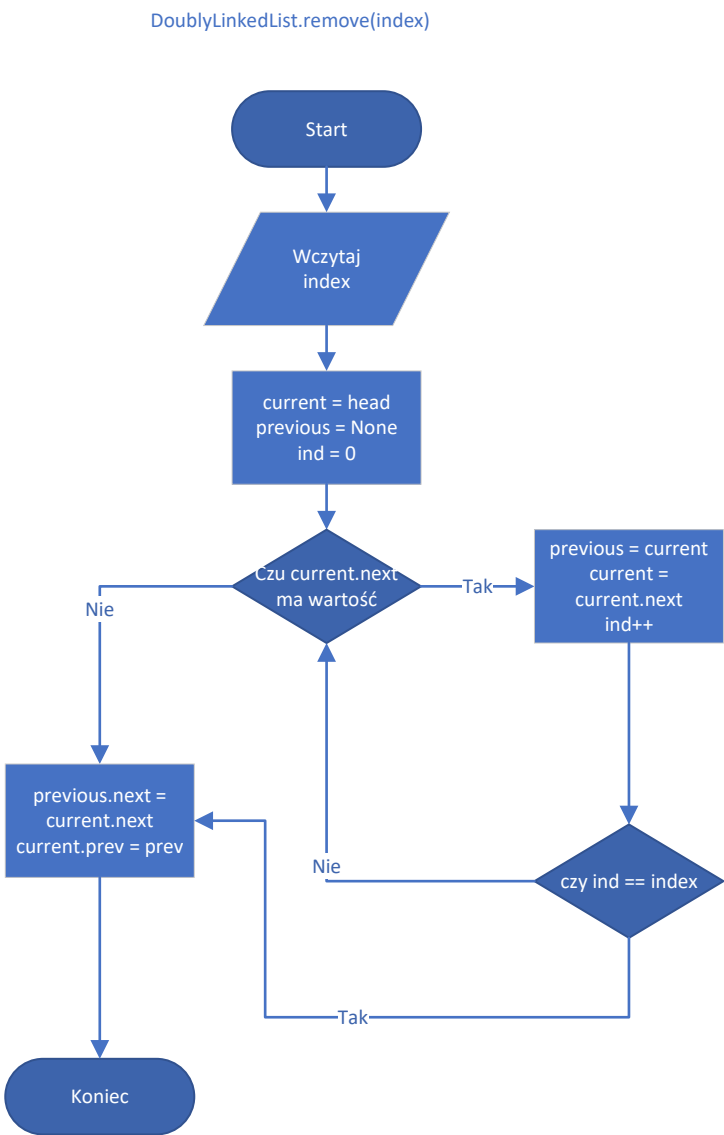 DoublyLinkedList.remove(index)
Start
Wczytaj
index
current = head
previous = None
ind = 0
Czu current.next
ma wartość
Tak
previous = current
current =
current.next
ind++
Nie
previous.next =
current.next
current.prev = prev
Nie
czy ind == index
Tak
Koniec